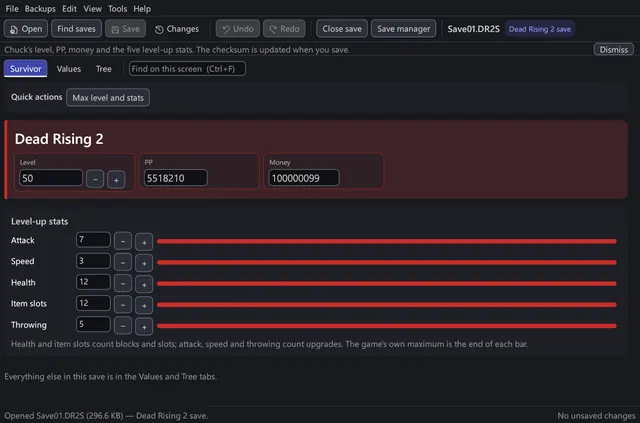 File Backups Edit View Tools Help
Open Find saves Save Changes Undo Redo Close save Save manager Save01.DR2S Dead Rising 2 save
Chuck's level, PP, money and the five level-up stats. The checksum is updated when you save. Dismiss
Survivor Values Tree Find on this screen (Ctrl+F)
Quick actions Max level and stats
Dead Rising 2
Level PP Money
50 − + 5518210 100000099
Level-up stats
Attack 7 − +
Speed 3 − +
Health 12 − +
Item slots 12 − +
Throwing 5 − +
Health and item slots count blocks and slots; attack, speed and throwing count upgrades. The game's own maximum is the end of each bar.
Everything else in this save is in the Values and Tree tabs.
Opened Save01.DR2S (296.6 KB) — Dead Rising 2 save. No unsaved changes